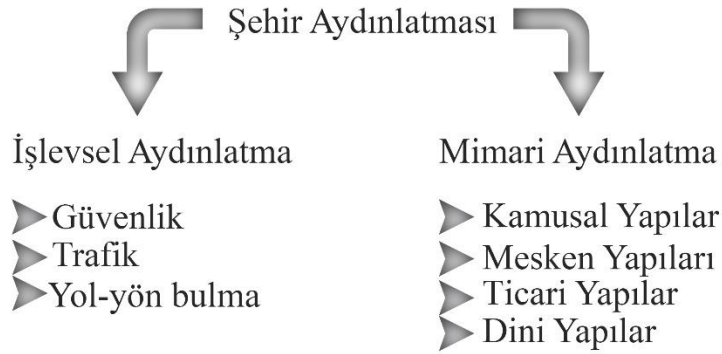 Şehir Aydınlatması
İşlevsel Aydınlatma
Güvenlik
Trafik
Yol-yön bulma
Mimari Aydınlatma
Kamusal Yapılar
Mesken Yapıları
Ticari Yapılar
Dini Yapılar